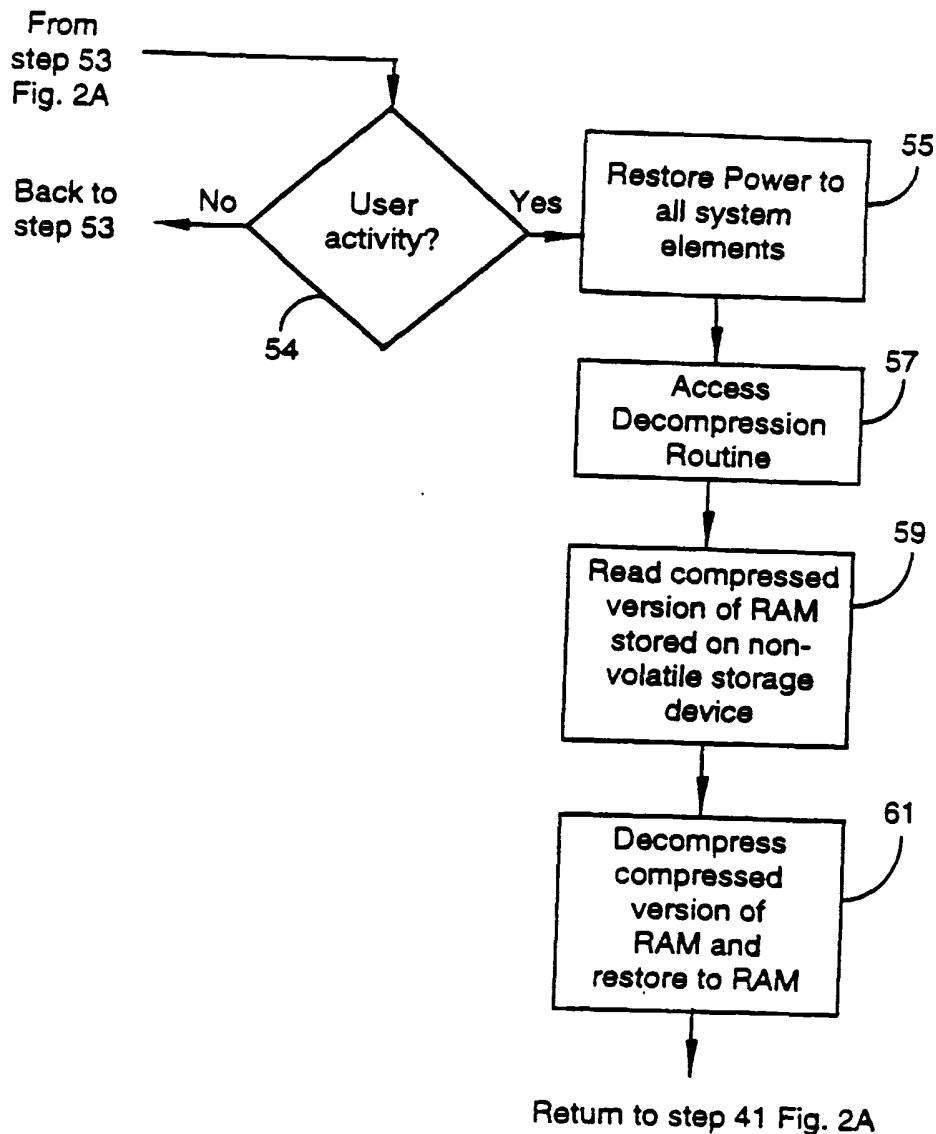 From
step 53
Fig. 2A
Back to
step 53
No
User
activity?
Yes
54
Restore Power to
all system
elements
55
Access
Decompression
Routine
57
Read compressed
version of RAM
stored on non-
volatile storage
device
59
Decompress
compressed
version of
RAM and
restore to RAM
61
Return to step 41 Fig. 2A